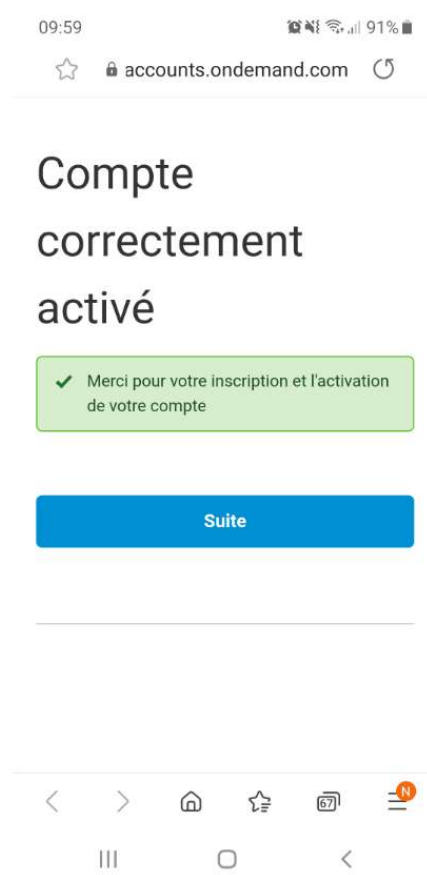 09:59 91%
accounts.ondemand.com
Compte
correctement
activé
Merci pour votre inscription et l'activation
de votre compte
Suite
67 N